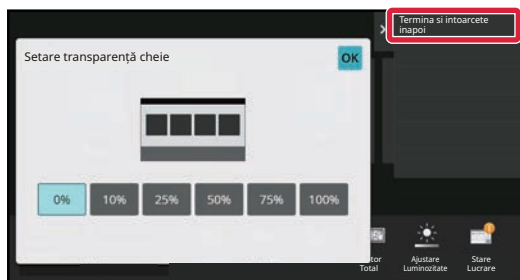 Termina si intoarcete
inapoi
Setare transparență cheie
OK
0% 10% 25% 50% 75% 100%
Total
Ajustare
Luminozitate
Stare
Lucrare